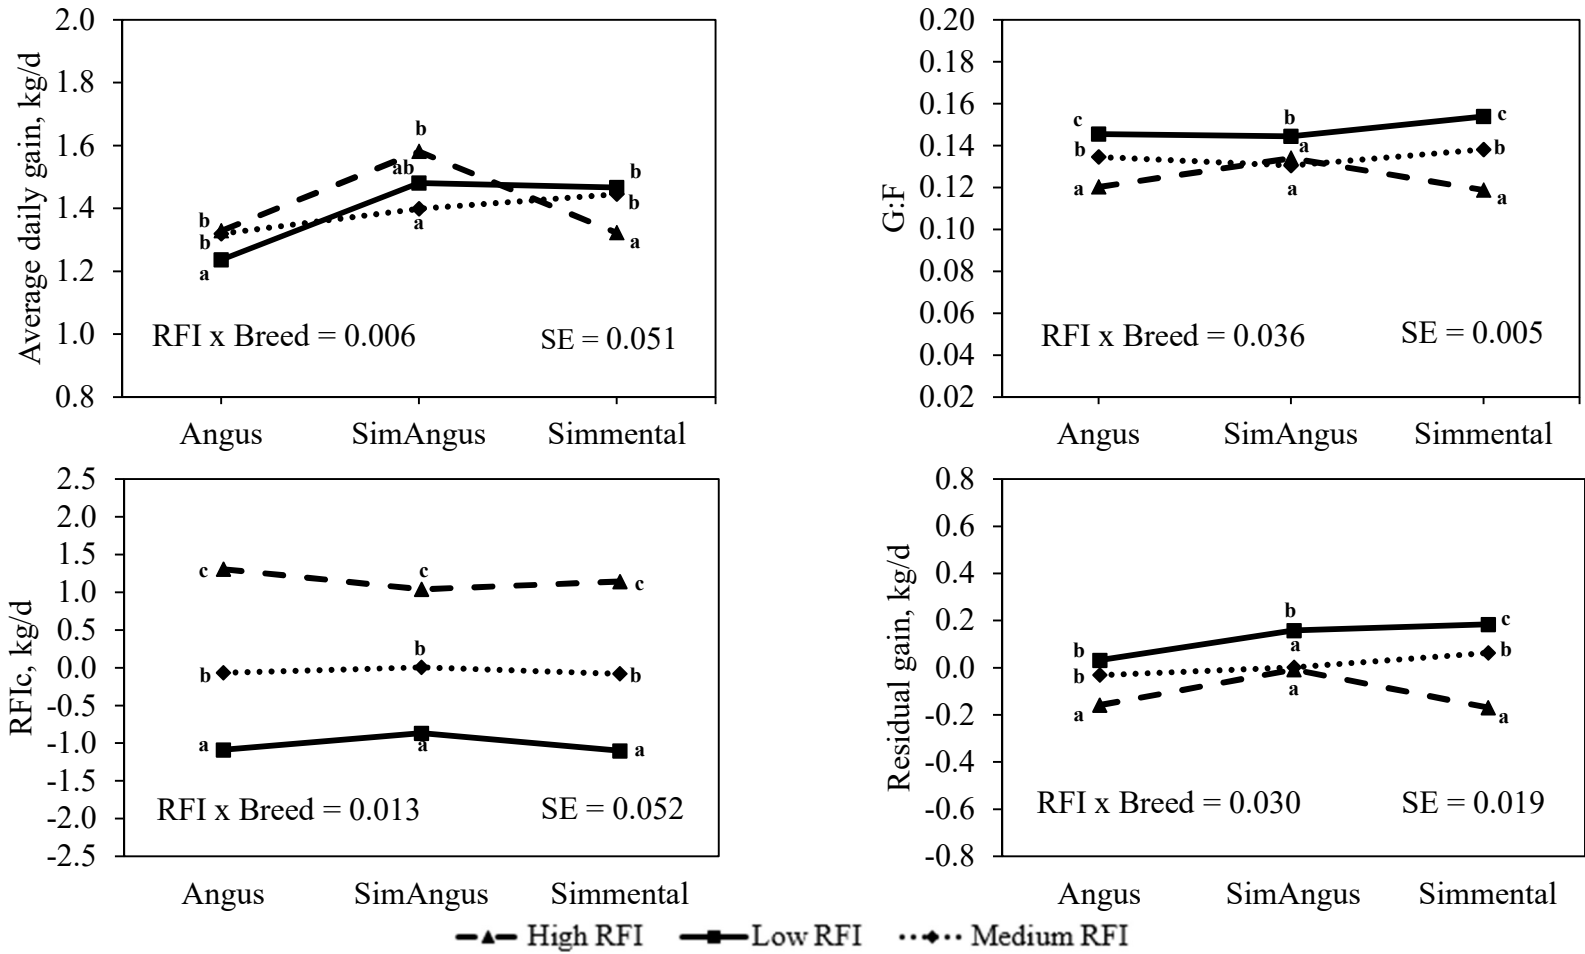 Average daily gain, kg/d
2.0
1.8
1.6
1.4
1.2
1.0
0.8
b
b
a
b
ab
a
b
b
a
RFI x Breed = 0.006
SE = 0.051
Angus SimAngus Simmental
G:F
0.20
0.18
0.16
0.14
0.12
0.10
0.08
0.06
0.04
0.02
c
b
a
b
a
a
c
b
a
RFI x Breed = 0.036
SE = 0.005
Angus SimAngus Simmental
RFIc, kg/d
2.5
2.0
1.5
1.0
0.5
0.0
-0.5
-1.0
-1.5
-2.0
-2.5
c
b
a
c
b
a
c
b
a
RFI x Breed = 0.013
SE = 0.052
Angus SimAngus Simmental
Residual gain, kg/d
0.8
0.6
0.4
0.2
0.0
-0.2
-0.4
-0.6
-0.8
b
b
a
b
a
a
c
b
a
RFI x Breed = 0.030
SE = 0.019
Angus SimAngus Simmental
High RFI Low RFI Medium RFI